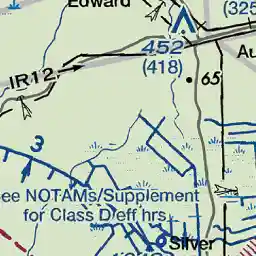 Edward
(325
452
(418)
Au
IR12
65
3
ee NOTAMs/Supplement
for Class D eff hrs
Silver